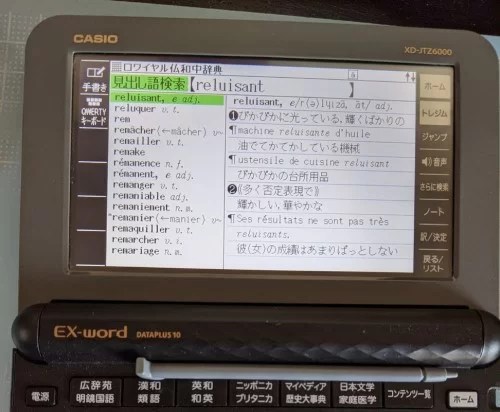 CASIO
XD-JTZ6000
ロワイヤル仏和中辞典
見出し語検索【reluisant 】
手書き
QWERTY
キーボード
reluisant, e adj.
reluquer v.t.
rem
remâcher(←mâcher) v~
remailler v.t.
remake
rémanence n.f.
rémanent, e adj.
remanger v.t.
remaniable adj.
remaniement n.m.
*remanier(←manier) v~
remaquiller v.t.
remarcher v.i.
remariage n.m.
reluisant, e/r(ə)lɥizɑ̃, ɑ̃t/ adj.
❶ぴかぴかに光っている, 輝くばかりの
¶machine reluisante d'huile
油でてかてかしている機械
¶ustensile de cuisine reluisant
ぴかぴかの台所用品
❷《多く否定表現で》
輝かしい, 華やかな
¶Ses résultats ne sont pas très
reluisants.
彼(女)の成績はあまりぱっとしない
ホーム
トレジム
ジャンプ
音声
さらに検索
ノート
訳/決定
戻る/
リスト
EX-word DATAPLUS10
電源
広辞苑
明鏡国語
漢和
類語
英和
和英
ニッポニカ
ブリタニカ
マイペディア
歴史大事典
日本文学
家庭医学
コンテンツ一覧
ホーム